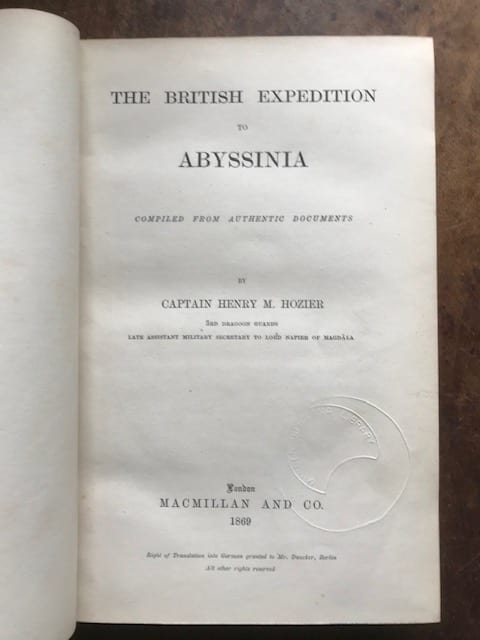 THE BRITISH EXPEDITION
TO
ABYSSINIA
COMPILED FROM AUTHENTIC DOCUMENTS
BY
CAPTAIN HENRY M. HOZIER
3RD DRAGOON GUARDS
LATE ASSISTANT MILITARY SECRETARY TO LORD NAPIER OF MAGDÀLA
LIBRARY
London
MACMILLAN AND CO.
1869
Right of Translation into German granted to Mr. Duncker, Berlin
All other rights reserved